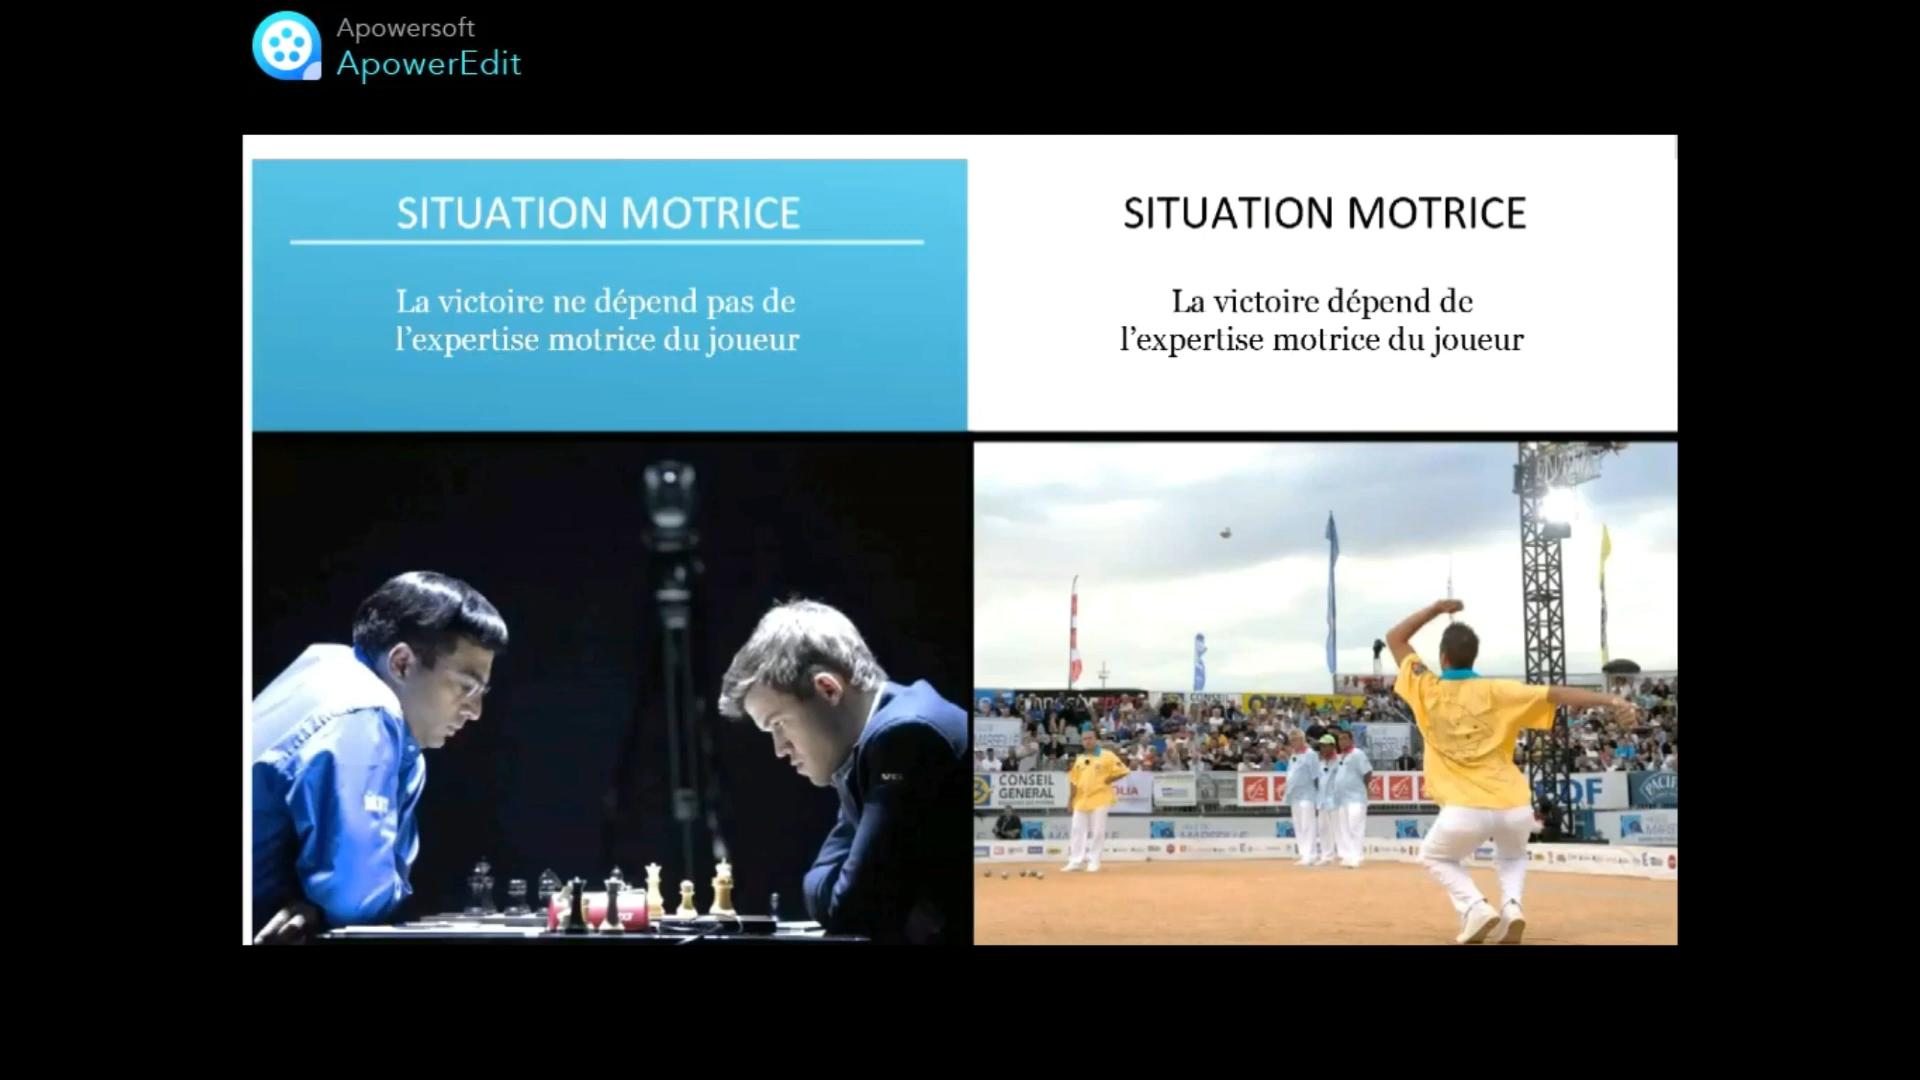 Apowersoft
ApowerEdit
SITUATION MOTRICE
La victoire ne dépend pas de
l'expertise motrice du joueur
SITUATION MOTRICE
La victoire dépend de
l'expertise motrice du joueur
CONSEIL
GENERAL